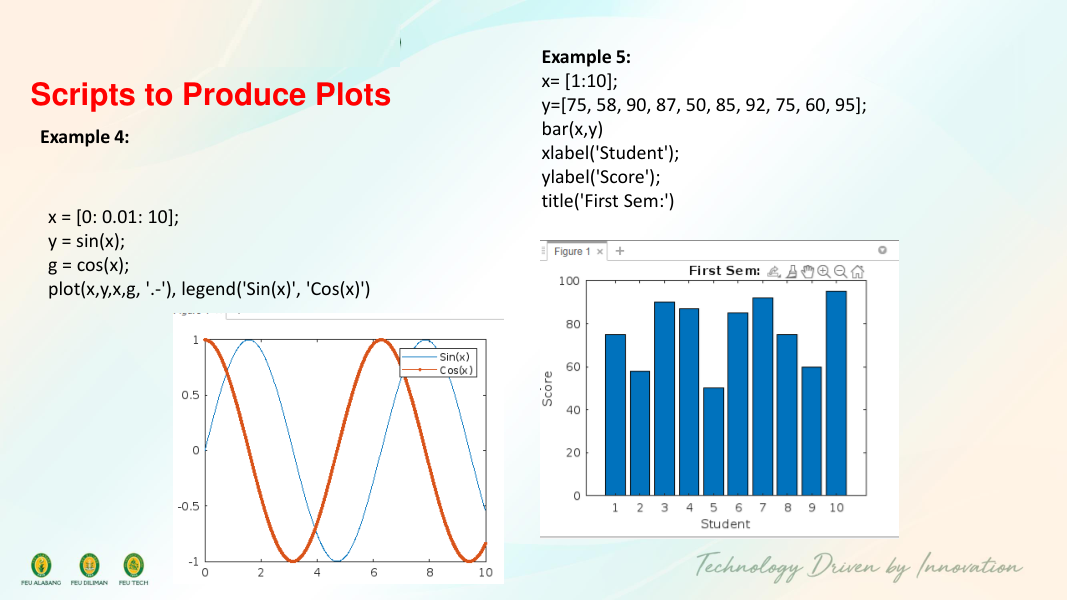 Scripts to Produce Plots
Example 4:
x = [0: 0.01: 10];
y = sin(x);
g = cos(x);
plot(x,y,x,g, '.-'), legend('Sin(x)', 'Cos(x)')
1
0.5
0
-0.5
-1
0 2 4 6 8 10
Sin(x)
Cos(x)
Example 5:
x= [1:10];
y=[75, 58, 90, 87, 50, 85, 92, 75, 60, 95];
bar(x,y)
xlabel('Student');
ylabel('Score');
title('First Sem:')
Figure 1 × +
First Sem:
100
80
60
40
20
0
Score
1 2 3 4 5 6 7 8 9 10
Student
FEU ALABANG FEU DILIMAN FEU TECH
Technology Driven by Innovation